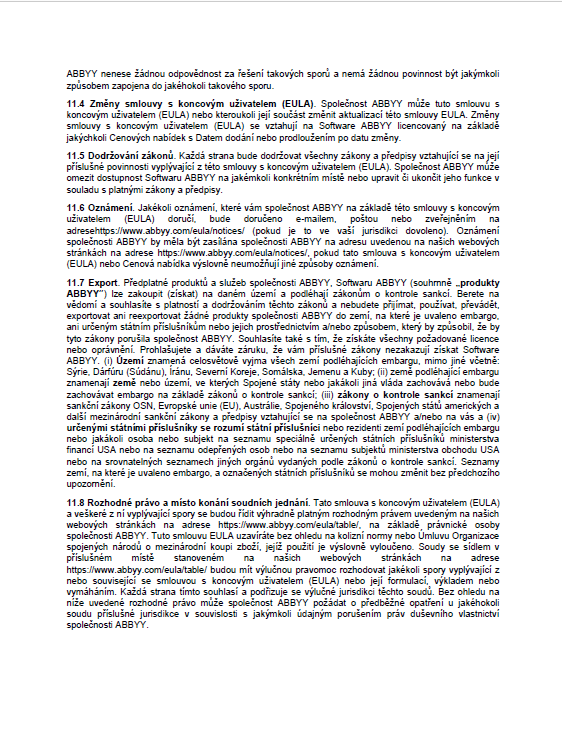 ABBYY nenese žádnou odpovědnost za řešení takových sporů a nemá žádnou povinnost být jakýmkoli
způsobem zapojena do jakéhokoli takového sporu.
11.4 Změny smlouvy s koncovým uživatelem (EULA). Společnost ABBYY může tuto smlouvu s
koncovým uživatelem (EULA) nebo kteroukoli její součást změnit aktualizací této smlouvy EULA. Změny
smlouvy s koncovým uživatelem (EULA) se vztahují na Software ABBYY licencovaný na základě
jakýchkoli Cenových nabídek s Datem dodání nebo prodloužením po datu změny.
11.5 Dodržování zákonů. Každá strana bude dodržovat všechny zákony a předpisy vztahující se na její
příslušné povinnosti vyplývající z této smlouvy s koncovým uživatelem (EULA). Společnost ABBYY může
omezit dostupnost Softwaru ABBYY na jakémkoli konkrétním místě nebo upravit či ukončit jeho funkce v
souladu s platnými zákony a předpisy.
11.6 Oznámení. Jakékoli oznámení, které vám společnost ABBYY na základě této smlouvy s koncovým
uživatelem (EULA) doručí, bude doručeno e-mailem, poštou nebo zveřejněním na
adresehttps://www.abbyy.com/eula/notices/ (pokud je to ve vaší jurisdikci dovoleno). Oznámení
společnosti ABBYY by měla být zasílána společnosti ABBYY na adresu uvedenou na našich webových
stránkách na adrese https://www.abbyy.com/eula/notices/, pokud tato smlouva s koncovým uživatelem
(EULA) nebo Cenová nabídka výslovně neumožňují jiné způsoby oznámení.
11.7 Export. Předplatné produktů a služeb společnosti ABBYY, Softwaru ABBYY (souhrnně „produkty
ABBYY“) lze zakoupit (získat) na daném území a podléhají zákonům o kontrole sankcí. Berete na
vědomí a souhlasíte s platností a dodržováním těchto zákonů a nebudete přijímat, používat, převádět,
exportovat ani reexportovat žádné produkty společnosti ABBYY do zemí, na které je uvaleno embargo,
ani určeným státním příslušníkům nebo jejich prostřednictvím a/nebo způsobem, který by způsobil, že by
tyto zákony porušila společnost ABBYY. Souhlasíte také s tím, že získáte všechny požadované licence
nebo oprávnění. Prohlašujete a dáváte záruku, že vám příslušné zákony nezakazují získat Software
ABBYY. (i) Území znamená celosvětově vyjma všech zemí podléhajících embargu, mimo jiné včetně:
Sýrie, Dárfúru (Súdánu), Íránu, Severní Koreje, Somálska, Jemenu a Kuby; (ii) země podléhající embargu
znamenají země nebo území, ve kterých Spojené státy nebo jakákoli jiná vláda zachovává nebo bude
zachovávat embargo na základě zákonů o kontrole sankcí; (iii) zákony o kontrole sankcí znamenají
sankční zákony OSN, Evropské unie (EU), Austrálie, Spojeného království, Spojených států amerických a
další mezinárodní sankční zákony a předpisy vztahující se na společnost ABBYY a/nebo na vás a (iv)
určenými státními příslušníky se rozumí státní příslušníci nebo rezidenti zemí podléhajících embargu
nebo jakákoli osoba nebo subjekt na seznamu speciálně určených státních příslušníků ministerstva
financí USA nebo na seznamu odepřených osob nebo na seznamu subjektů ministerstva obchodu USA
nebo na srovnatelných seznamech jiných orgánů vydaných podle zákonů o kontrole sankcí. Seznamy
zemí, na které je uvaleno embargo, a označených státních příslušníků se mohou změnit bez předchozího
upozornění.
11.8 Rozhodné právo a místo konání soudních jednání. Tato smlouva s koncovým uživatelem (EULA)
a veškeré z ní vyplývající spory se budou řídit výhradně platným rozhodným právem uvedeným na našich
webových stránkách na adrese https://www.abbyy.com/eula/table/, na základě právnické osoby
společnosti ABBYY. Tuto smlouvu EULA uzavíráte bez ohledu na kolizní normy nebo Úmluvu Organizace
spojených národů o mezinárodní koupi zboží, jejíž použití je výslovně vyloučeno. Soudy se sídlem v
příslušném místě stanoveném na našich webových stránkách na adrese
https://www.abbyy.com/eula/table/ budou mít výlučnou pravomoc rozhodovat jakékoli spory vyplývající z
nebo související se smlouvou s koncovým uživatelem (EULA) nebo její formulací, výkladem nebo
vymáháním. Každá strana tímto souhlasí a podřizuje se výlučné jurisdikci těchto soudů. Bez ohledu na
níže uvedené rozhodné právo může společnost ABBYY požádat o předběžné opatření u jakéhokoli
soudu příslušné jurisdikce v souvislosti s jakýmkoli údajným porušením práv duševního vlastnictví
společnosti ABBYY.